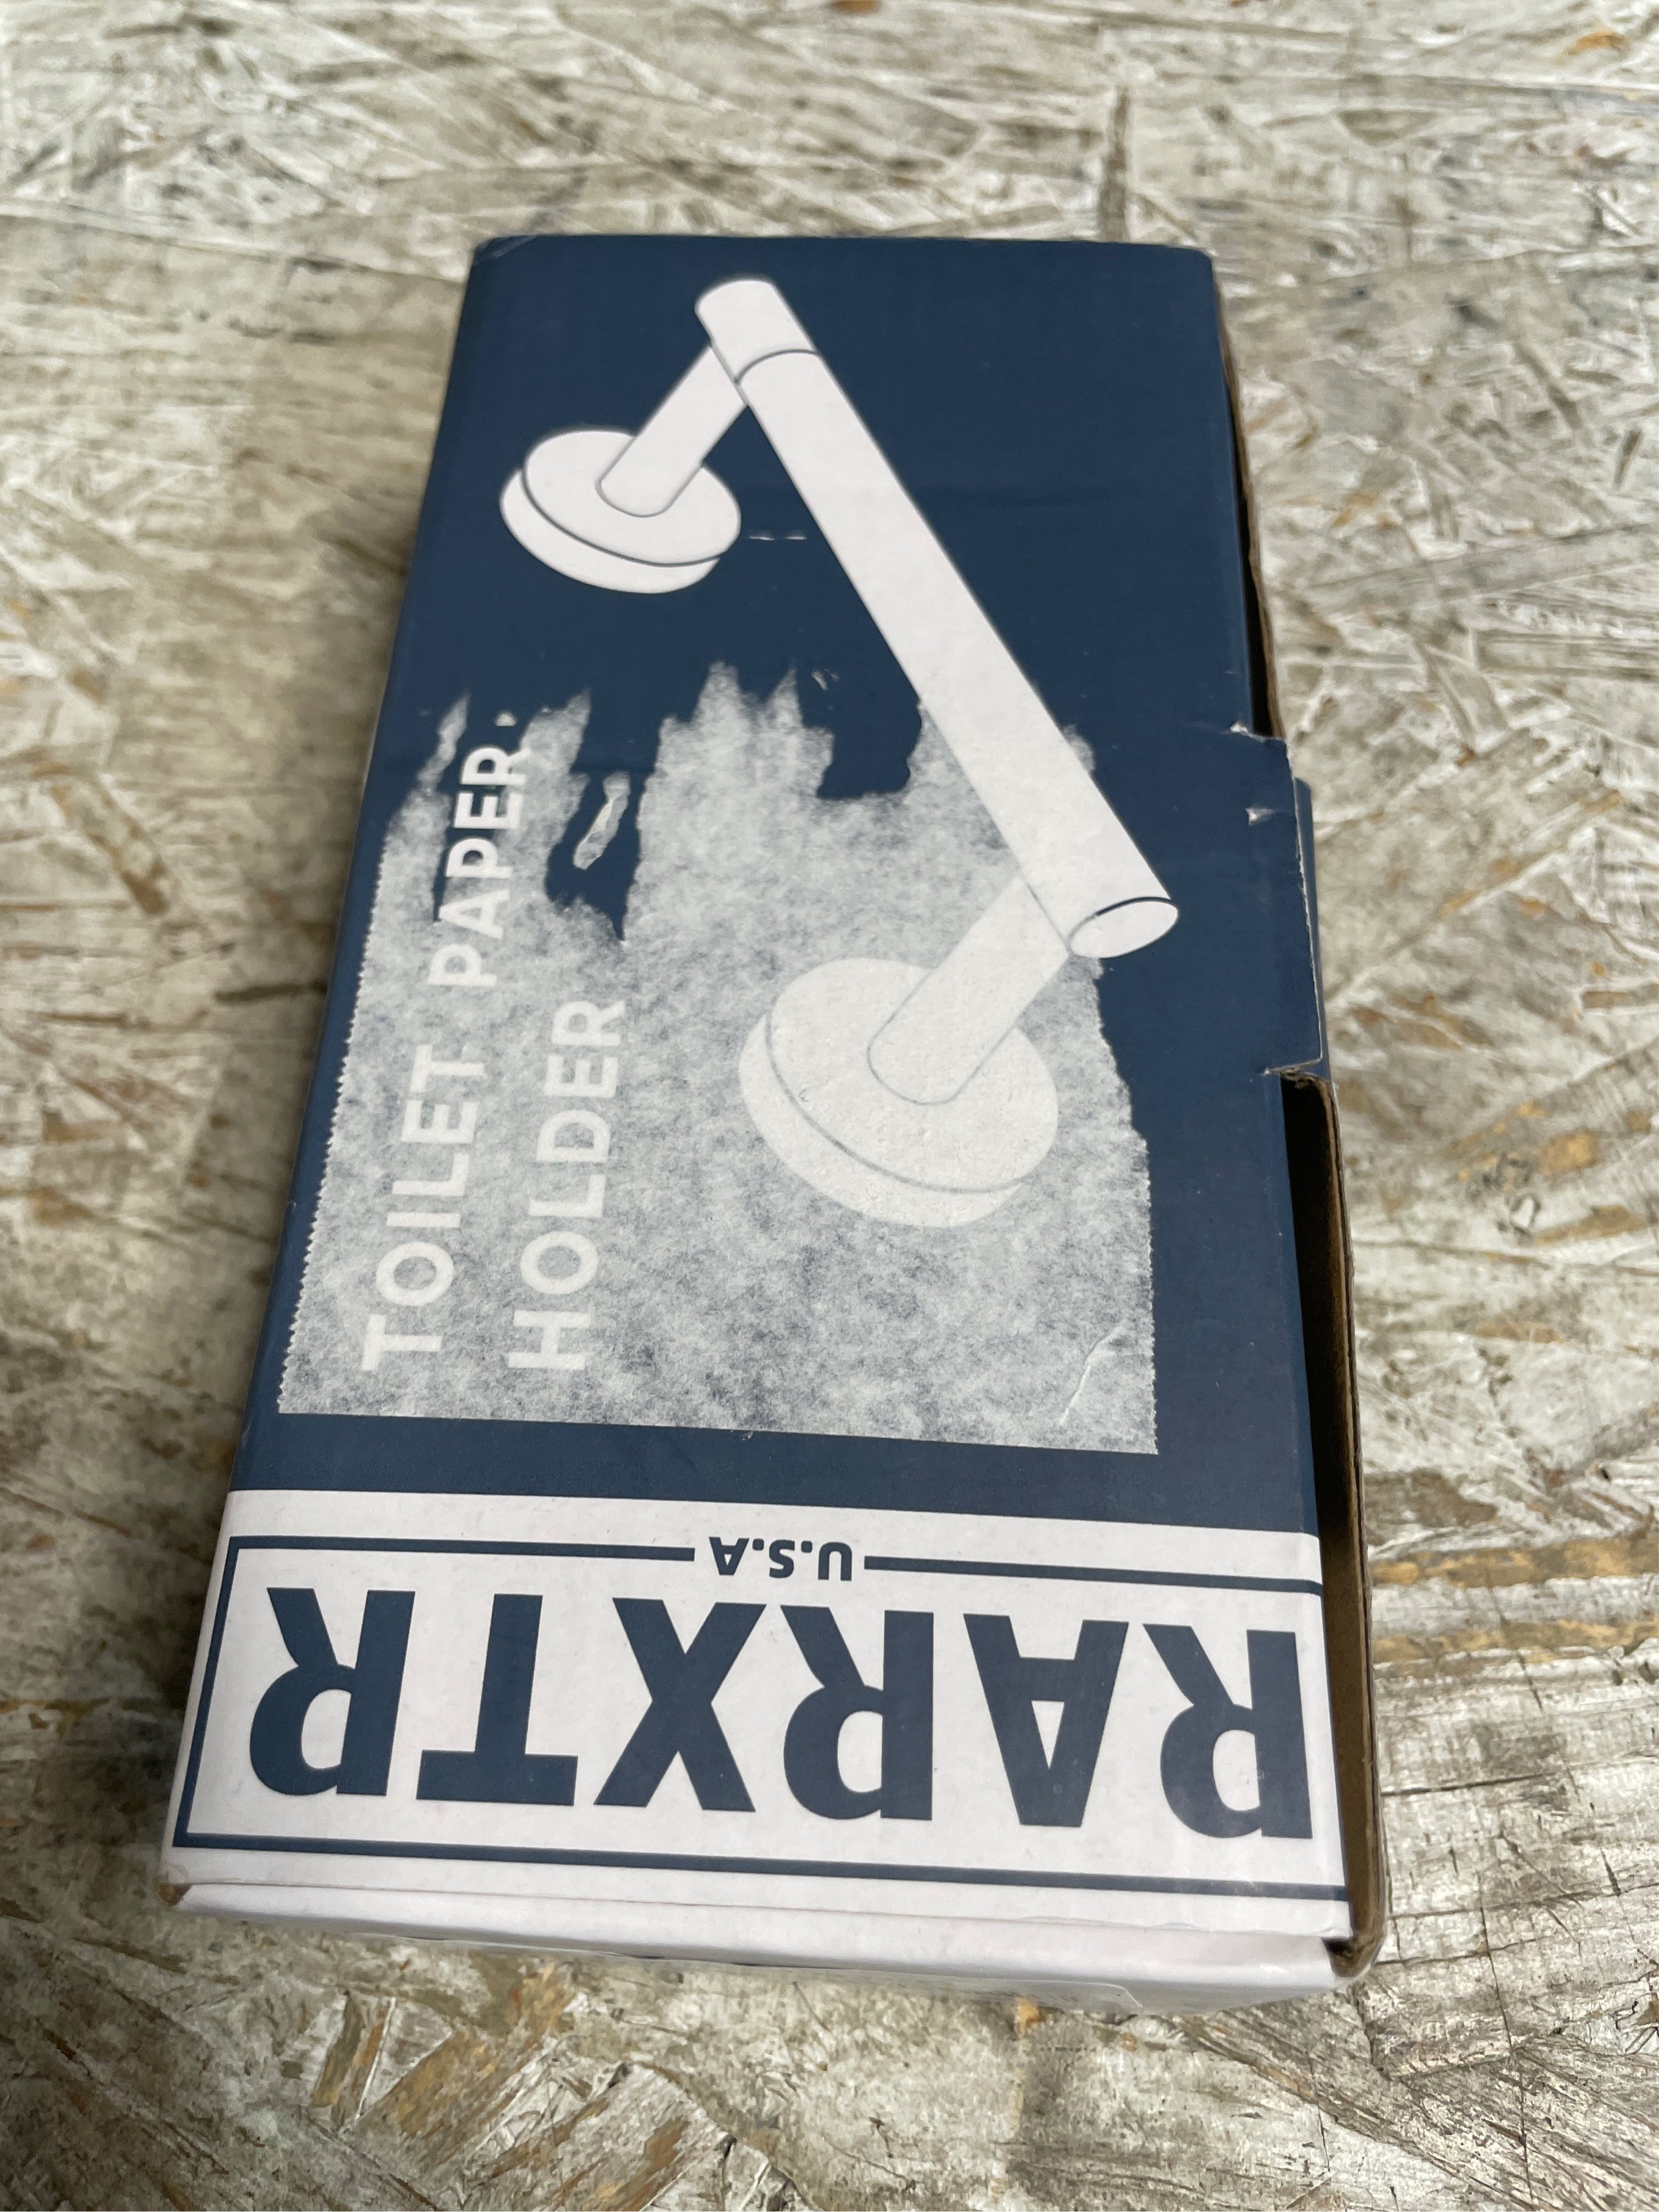 TOILET PAPER
HOLDER
RARXTR
U.S.A